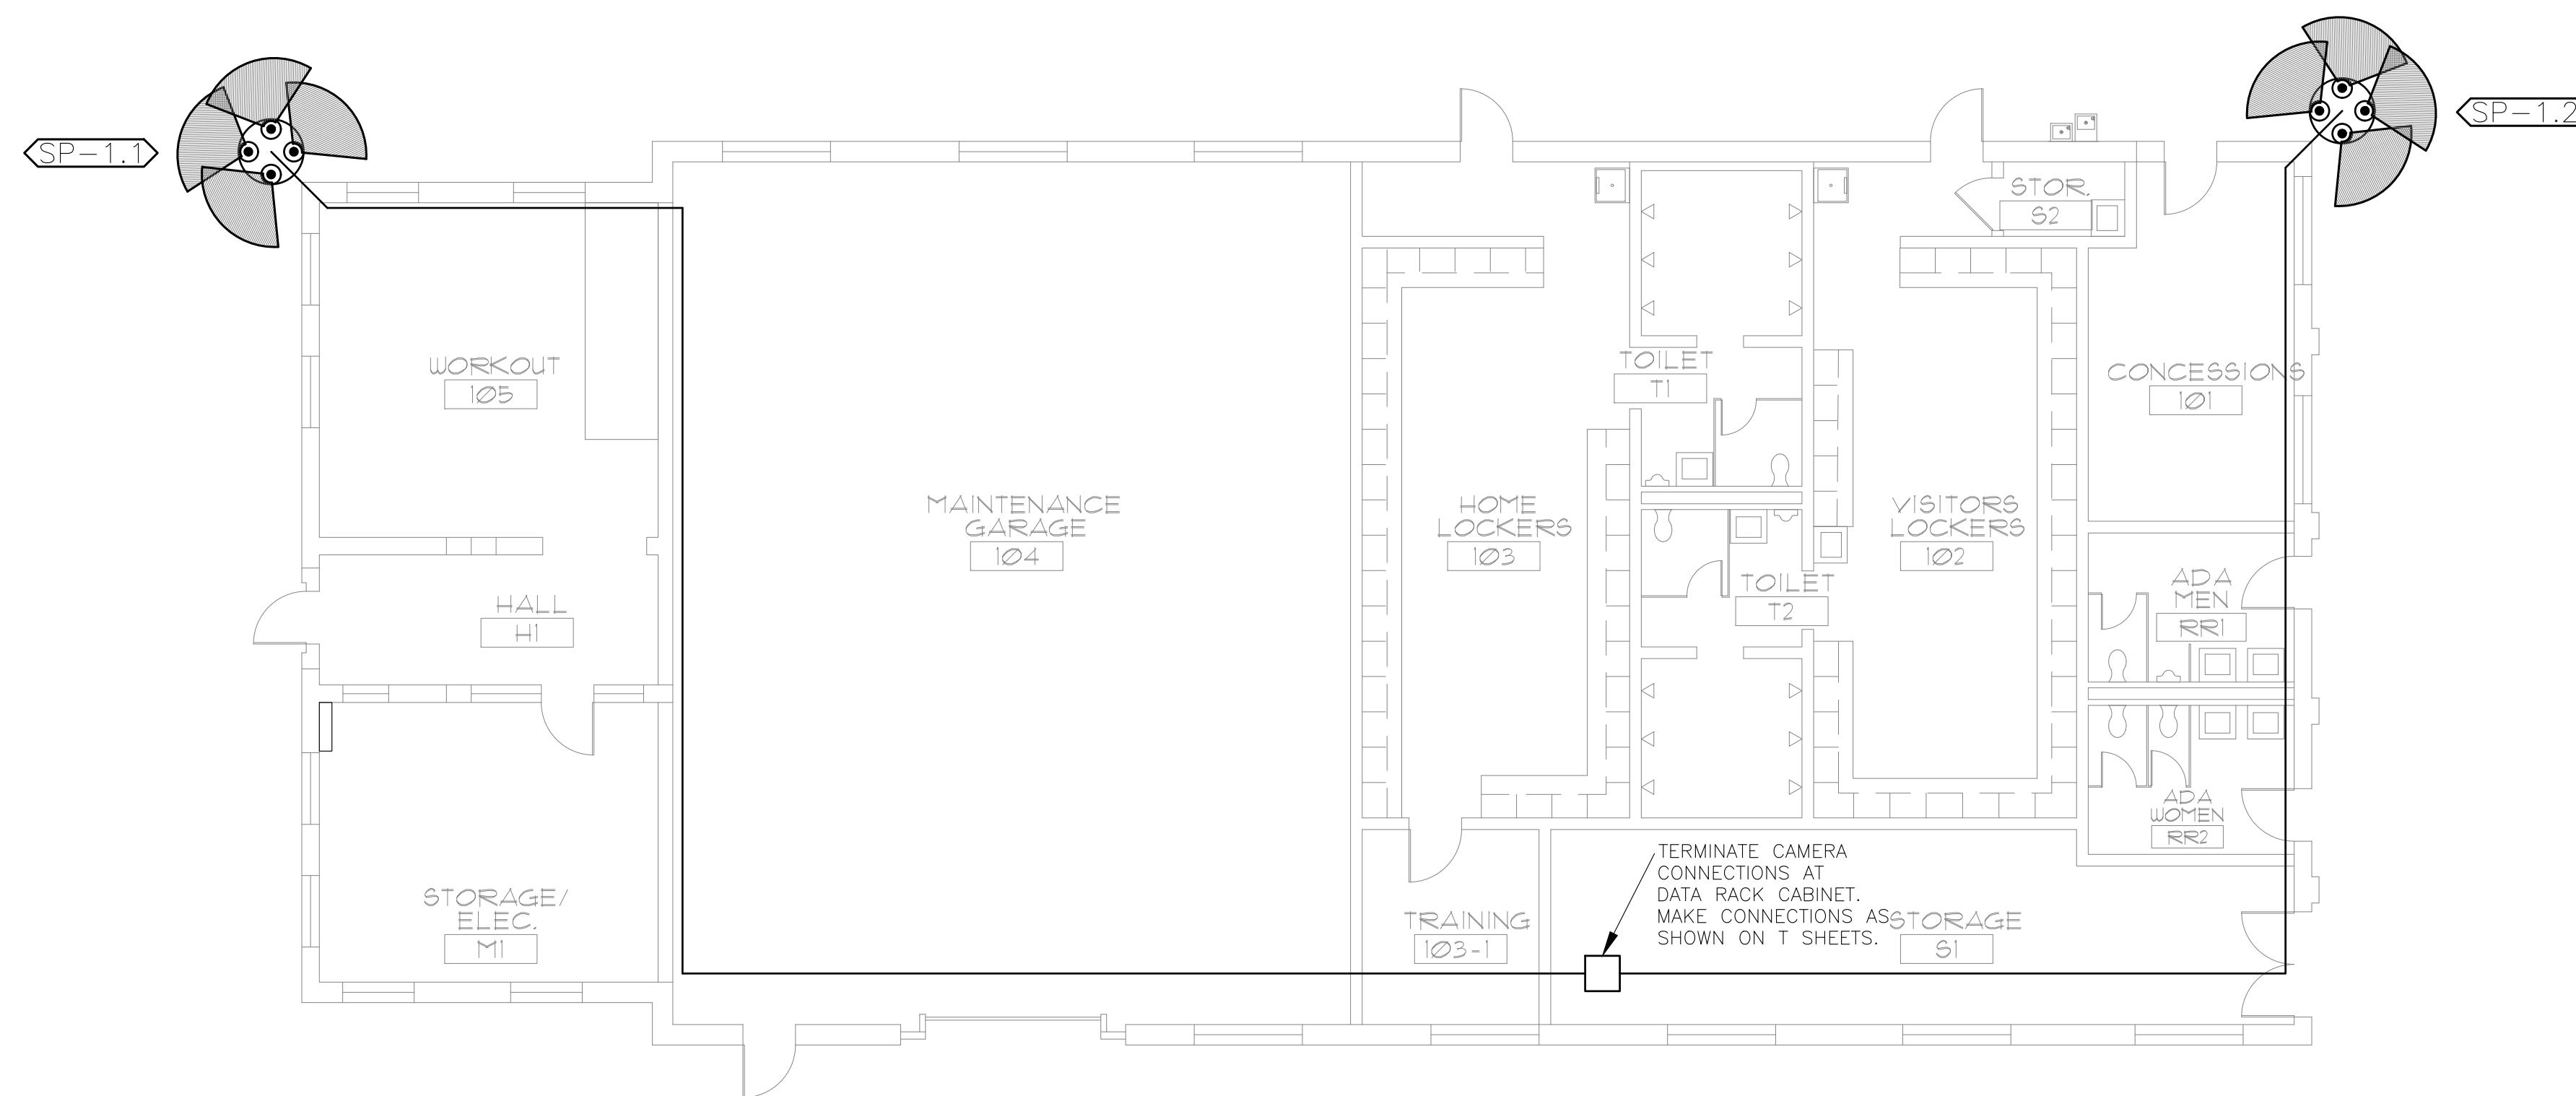 SP-1.1
SP-1.2
STOR.
S2
WORKOUT
105
TOILET
T1
CONCESSIONS
101
MAINTENANCE
GARAGE
104
HOME
LOCKERS
103
VISITORS
LOCKERS
102
HALL
H1
TOILET
T2
ADA
MEN
RR1
ADA
WOMEN
RR2
STORAGE/
ELEC.
M1
TRAINING
103-1
TERMINATE CAMERA
CONNECTIONS AT
DATA RACK CABINET.
MAKE CONNECTIONS AS
SHOWN ON T SHEETS.
STORAGE
S1